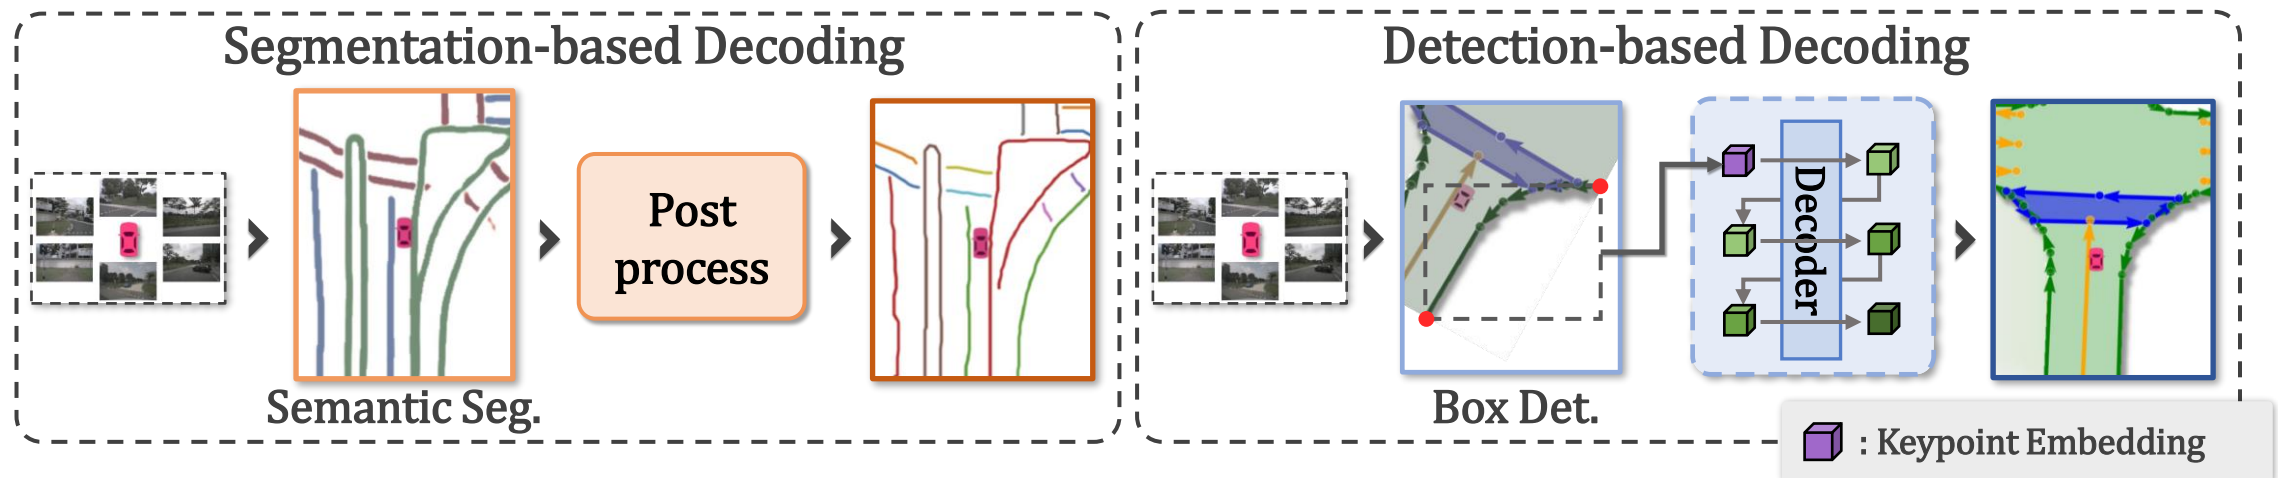 Segmentation-based Decoding
Post
process
Semantic Seg.
Detection-based Decoding
Decoder
Box Det.
: Keypoint Embedding